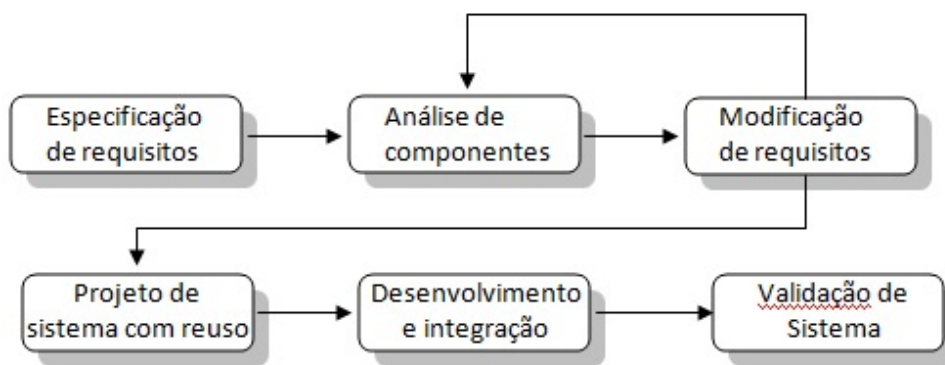 Especificação
de requisitos
Análise de
componentes
Modificação
de requisitos
Projeto de
sistema com reuso
Desenvolvimento
e integração
Validação de
Sistema